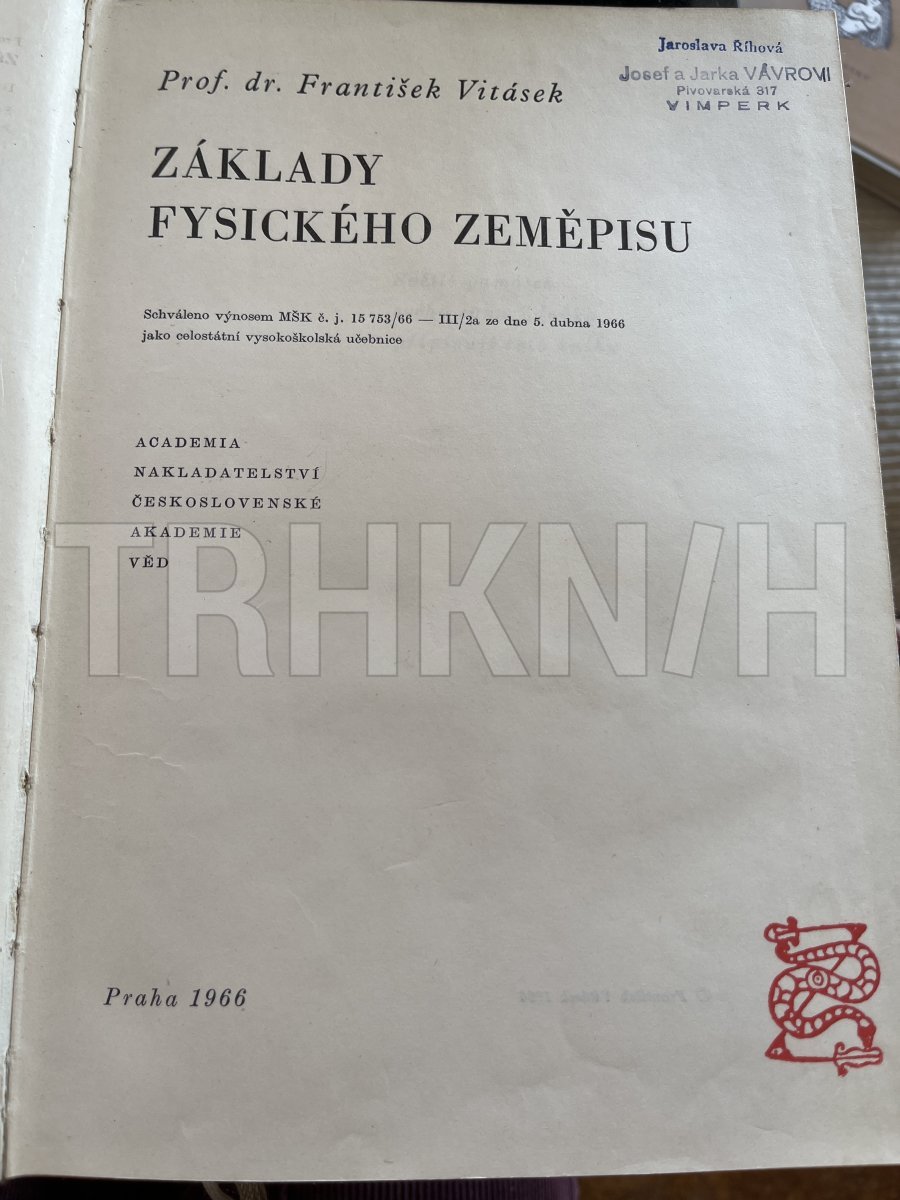 Jaroslava Říhová
Josef a Jarka VÁVROVI
Pivovarská 317
VIMPERK
Prof. dr. František Vitásek
ZÁKLADY
FYSICKÉHO ZEMĚPISU
Schváleno výnosem MŠK č. j. 15 753/66 — III/2a ze dne 5. dubna 1966
jako celostátní vysokoškolská učebnice
ACADEMIA
NAKLADATELSTVÍ
ČESKOSLOVENSKÉ
AKADEMIE
VĚD
TRHKN/H
Praha 1966